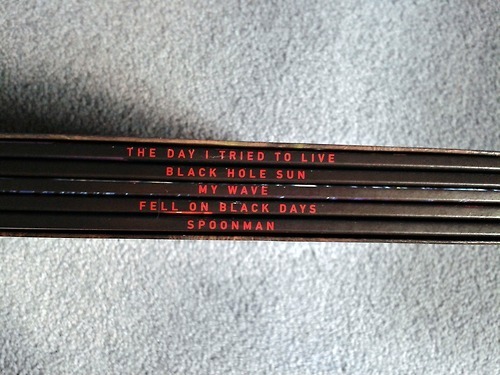 THE DAY I TRIED TO LIVE
BLACK HOLE SUN
MY WAVE
FELL ON BLACK DAYS
SPOONMAN